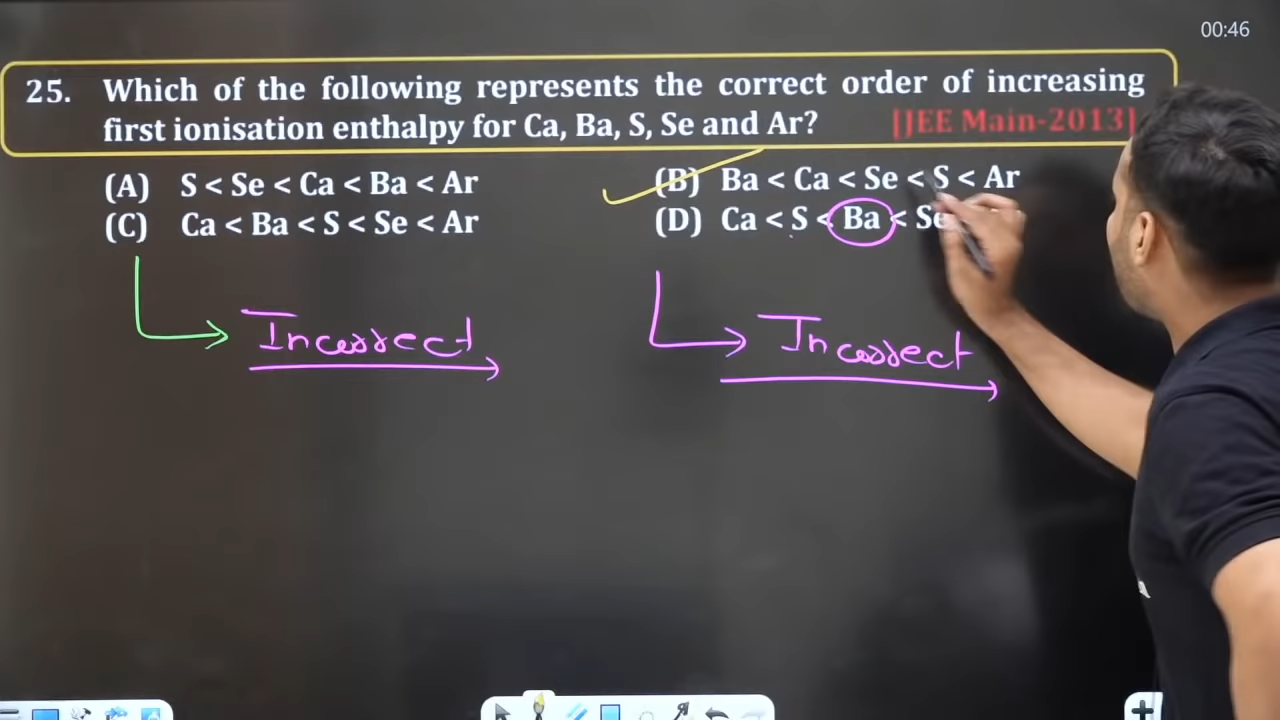 00:46
25. Which of the following represents the correct order of increasing
first ionisation enthalpy for Ca, Ba, S, Se and Ar? [JEE Main-2013]
(A) S < Se < Ca < Ba < Ar
(B) Ba < Ca < Se < S < Ar
(C) Ca < Ba < S < Se < Ar
(D) Ca < S < Ba < Se
Incorrect
Incorrect